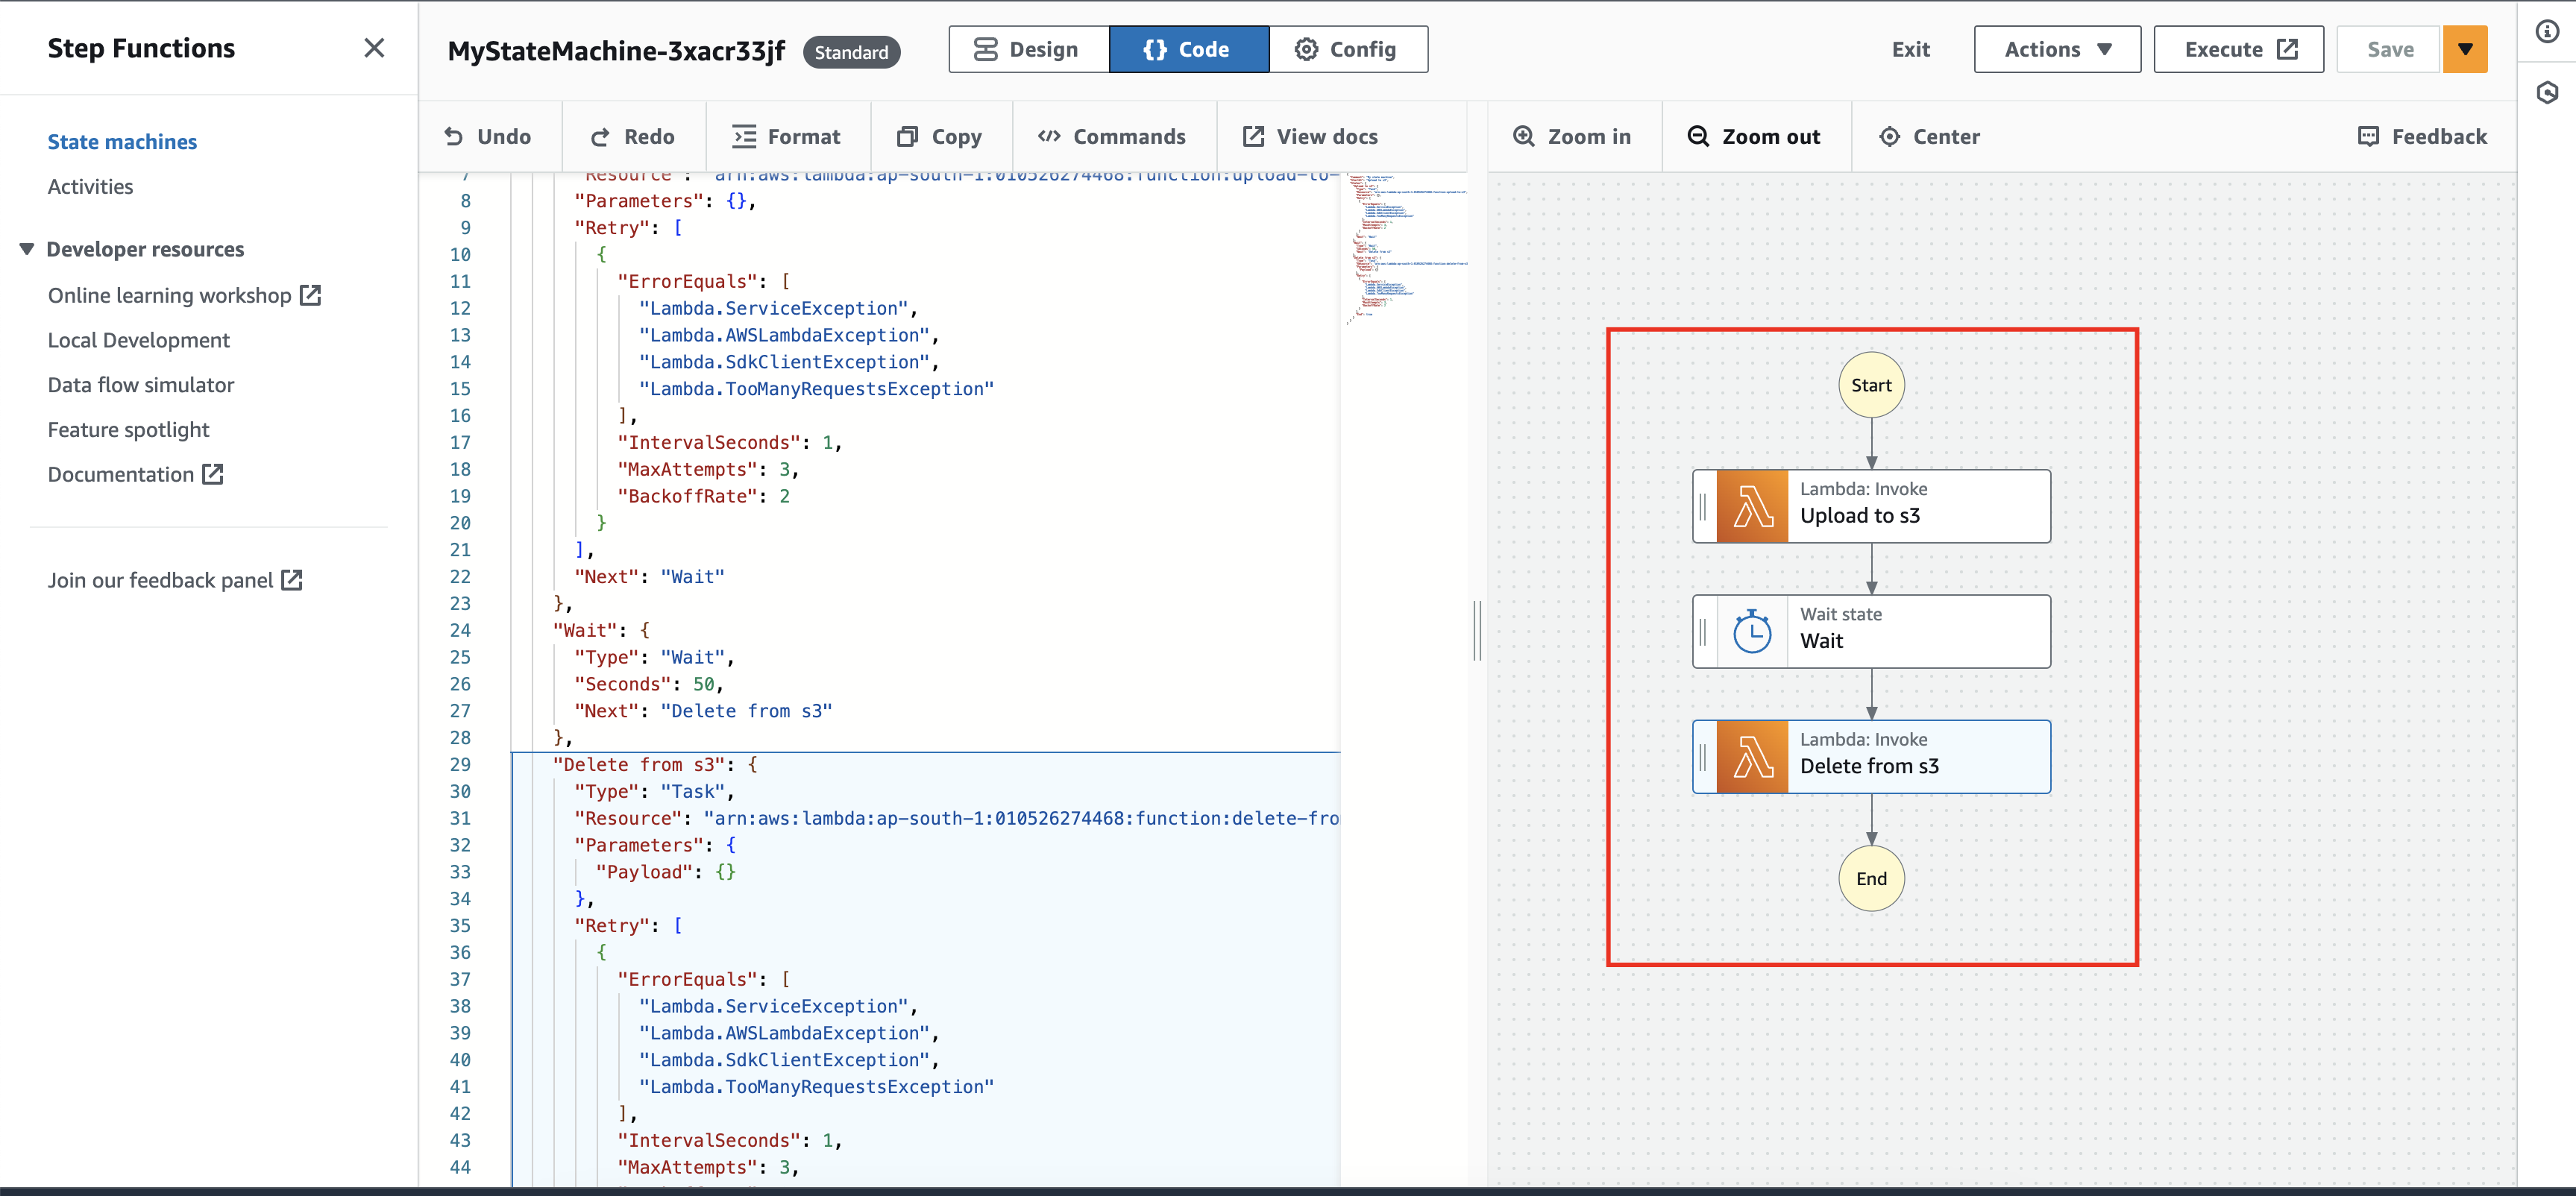 Step Functions
State machines
Activities
Developer resources
Online learning workshop
Local Development
Data flow simulator
Feature spotlight
Documentation
Join our feedback panel
MyStateMachine-3xacr33jf Standard
Design {} Code Config
Exit Actions Execute Save
Undo Redo Format Copy Commands View docs
7 "Resource": "arn:aws:lambda:ap-south-1:010526274468:function:upload-to-
8 "Parameters": {},
9 "Retry": [
10 {
11 "ErrorEquals": [
12 "Lambda.ServiceException",
13 "Lambda.AWSLambdaException",
14 "Lambda.SdkClientException",
15 "Lambda.TooManyRequestsException"
16 ],
17 "IntervalSeconds": 1,
18 "MaxAttempts": 3,
19 "BackoffRate": 2
20 }
21 ],
22 "Next": "Wait"
23 },
24 "Wait": {
25 "Type": "Wait",
26 "Seconds": 50,
27 "Next": "Delete from s3"
28 },
29 "Delete from s3": {
30 "Type": "Task",
31 "Resource": "arn:aws:lambda:ap-south-1:010526274468:function:delete-fro
32 "Parameters": {
33 "Payload": {}
34 },
35 "Retry": [
36 {
37 "ErrorEquals": [
38 "Lambda.ServiceException",
39 "Lambda.AWSLambdaException",
40 "Lambda.SdkClientException",
41 "Lambda.TooManyRequestsException"
42 ],
43 "IntervalSeconds": 1,
44 "MaxAttempts": 3,
Zoom in Zoom out Center Feedback
Start
Lambda: Invoke
Upload to s3
Wait state
Wait
Lambda: Invoke
Delete from s3
End